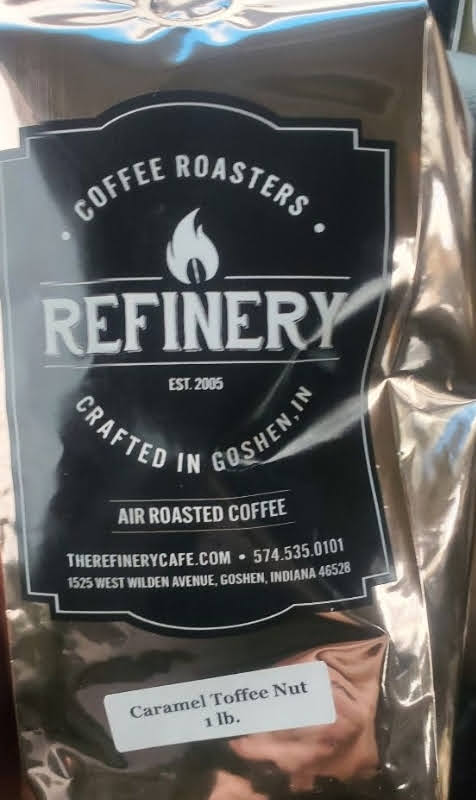 • COFFEE ROASTERS •
REFINERY
EST. 2005
CRAFTED IN GOSHEN, IN
AIR ROASTED COFFEE
THEREFINERYCAFE.COM • 574.535.0101
1525 WEST WILDEN AVENUE, GOSHEN, INDIANA 46528
Caramel Toffee Nut
1 lb.